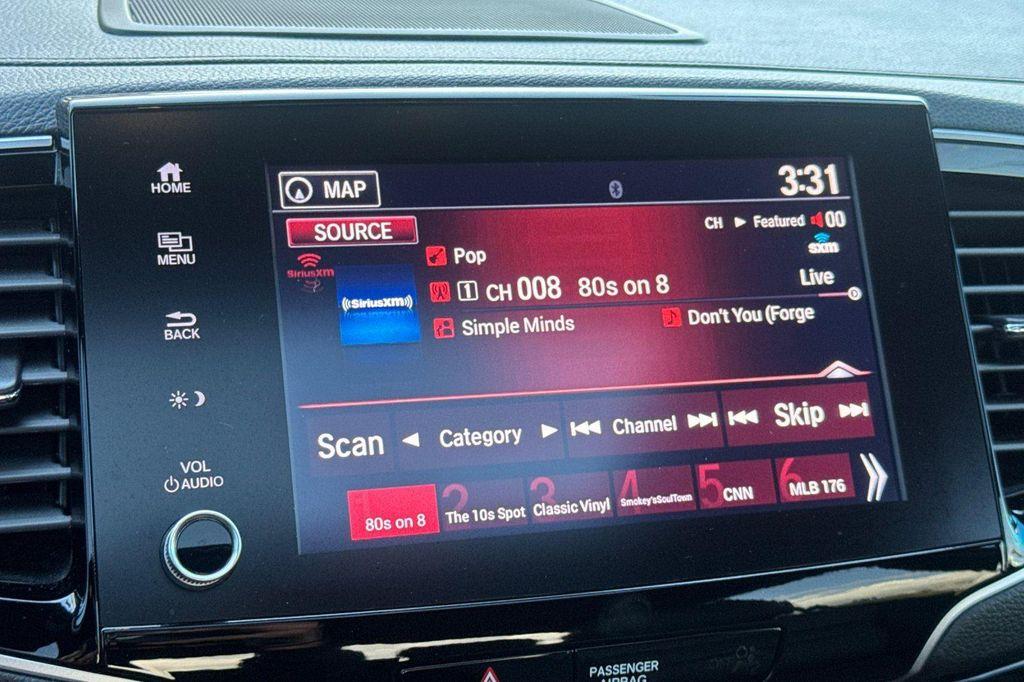 HOME
MENU
BACK
VOL
AUDIO
MAP
3:31
SOURCE
CH ▶ Featured 00
SiriusXM
sxm
((SiriusXM))
Pop
Live
1 CH 008 80s on 8
Simple Minds
Don't You (Forge
Scan
◀ Category ▶
Channel
Skip
80s on 8
2 The 10s Spot
3 Classic Vinyl
4 Smokey'sSoulTown
5 CNN
6 MLB 176
PASSENGER
AIRBAG